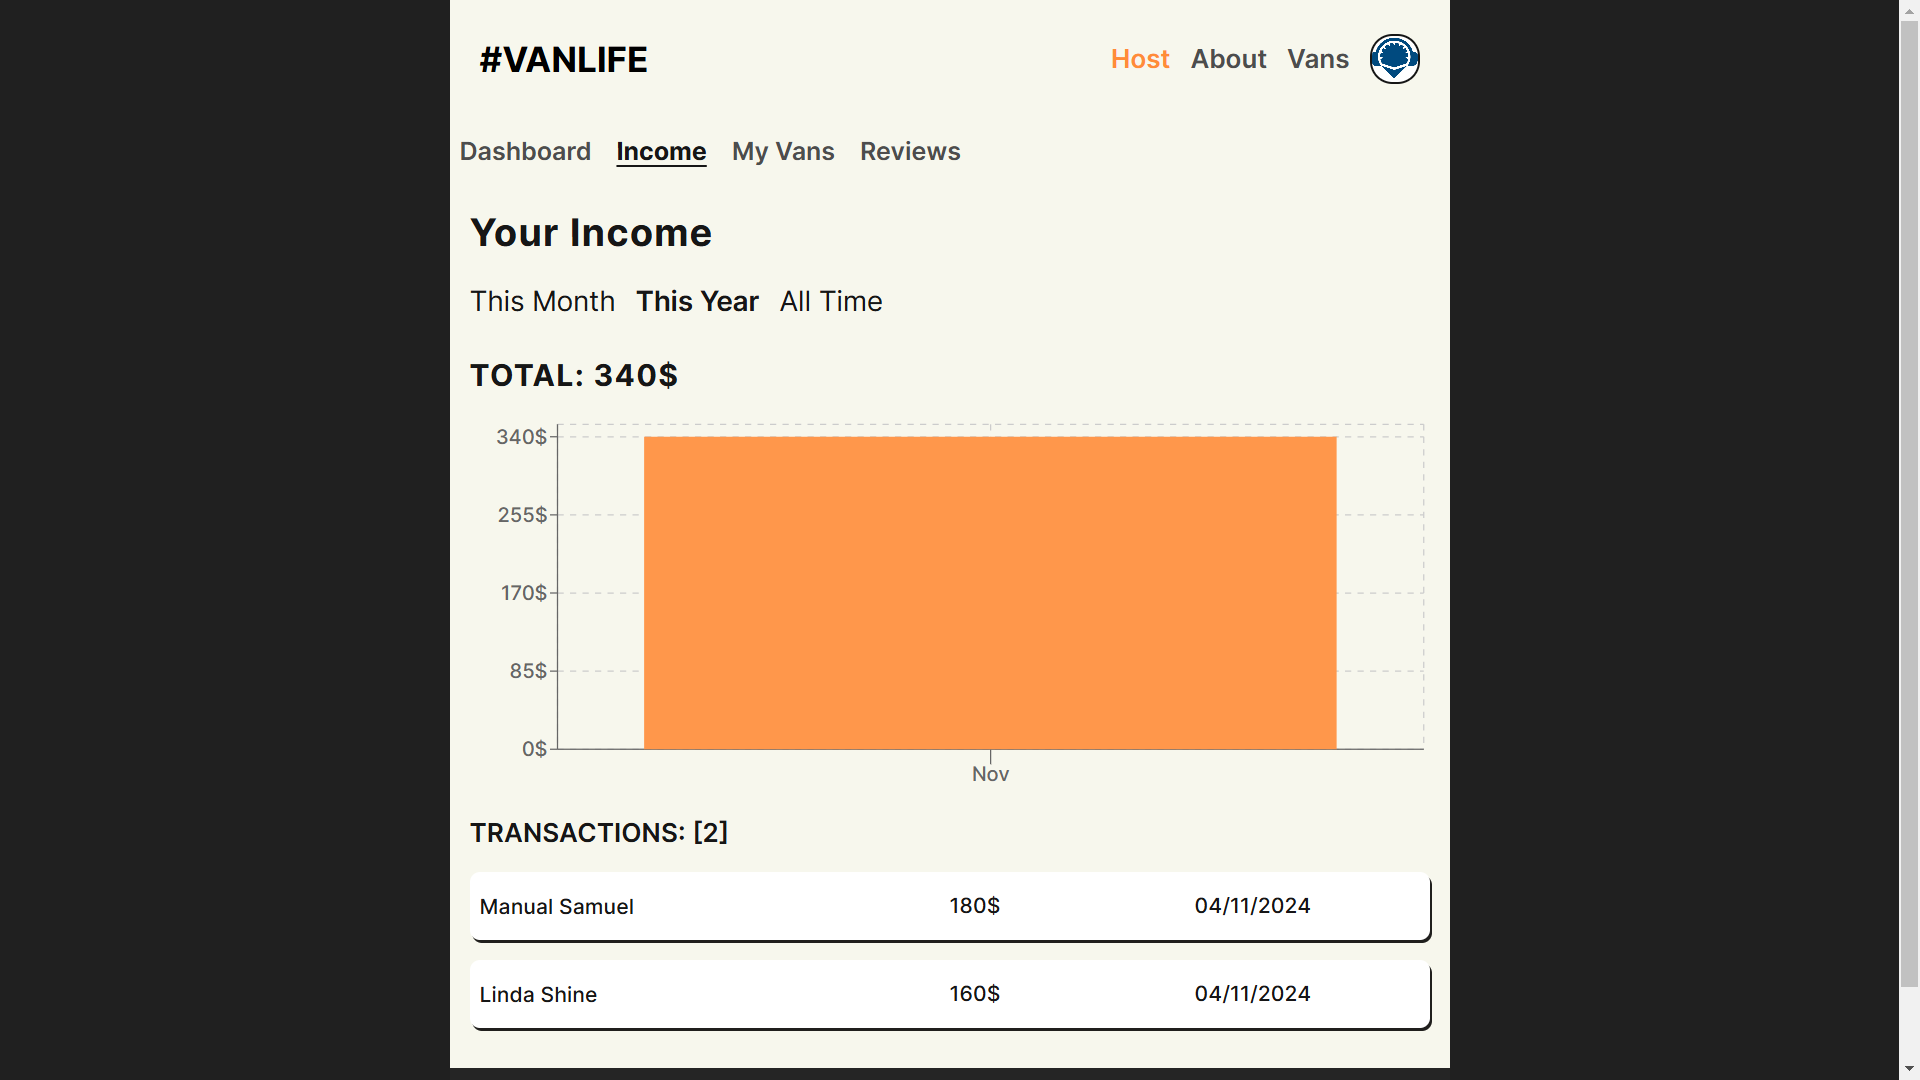 #VANLIFE Host About Vans
Dashboard Income My Vans Reviews
Your Income
This Month This Year All Time
TOTAL: 340$
340$
255$
170$
85$
0$
Nov
TRANSACTIONS: [2]
Manual Samuel 180$ 04/11/2024
Linda Shine 160$ 04/11/2024